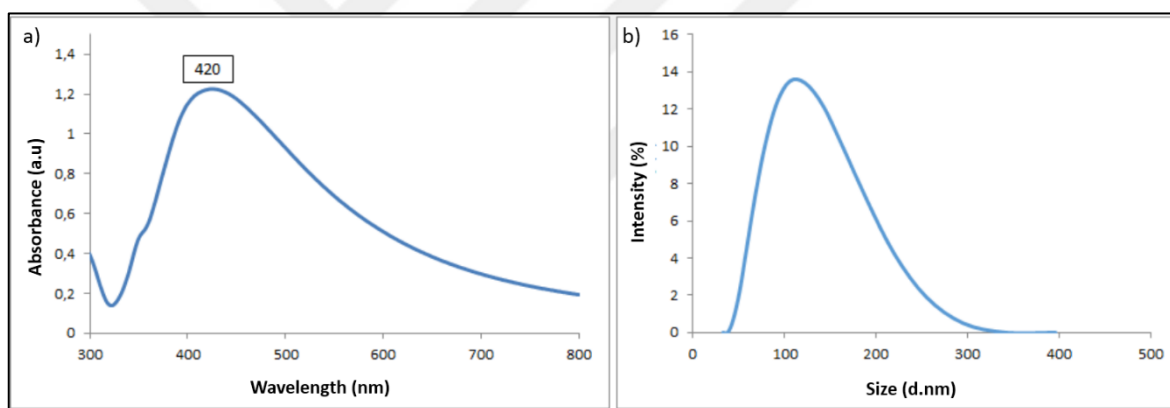 a)
1,4
1,2
1
0,8
0,6
0,4
0,2
0
420
300 400 500 600 700 800
Absorbance (a.u)
Wavelength (nm)
b)
16
14
12
10
8
6
4
2
0
0 100 200 300 400 500
Intensity (%)
Size (d.nm)